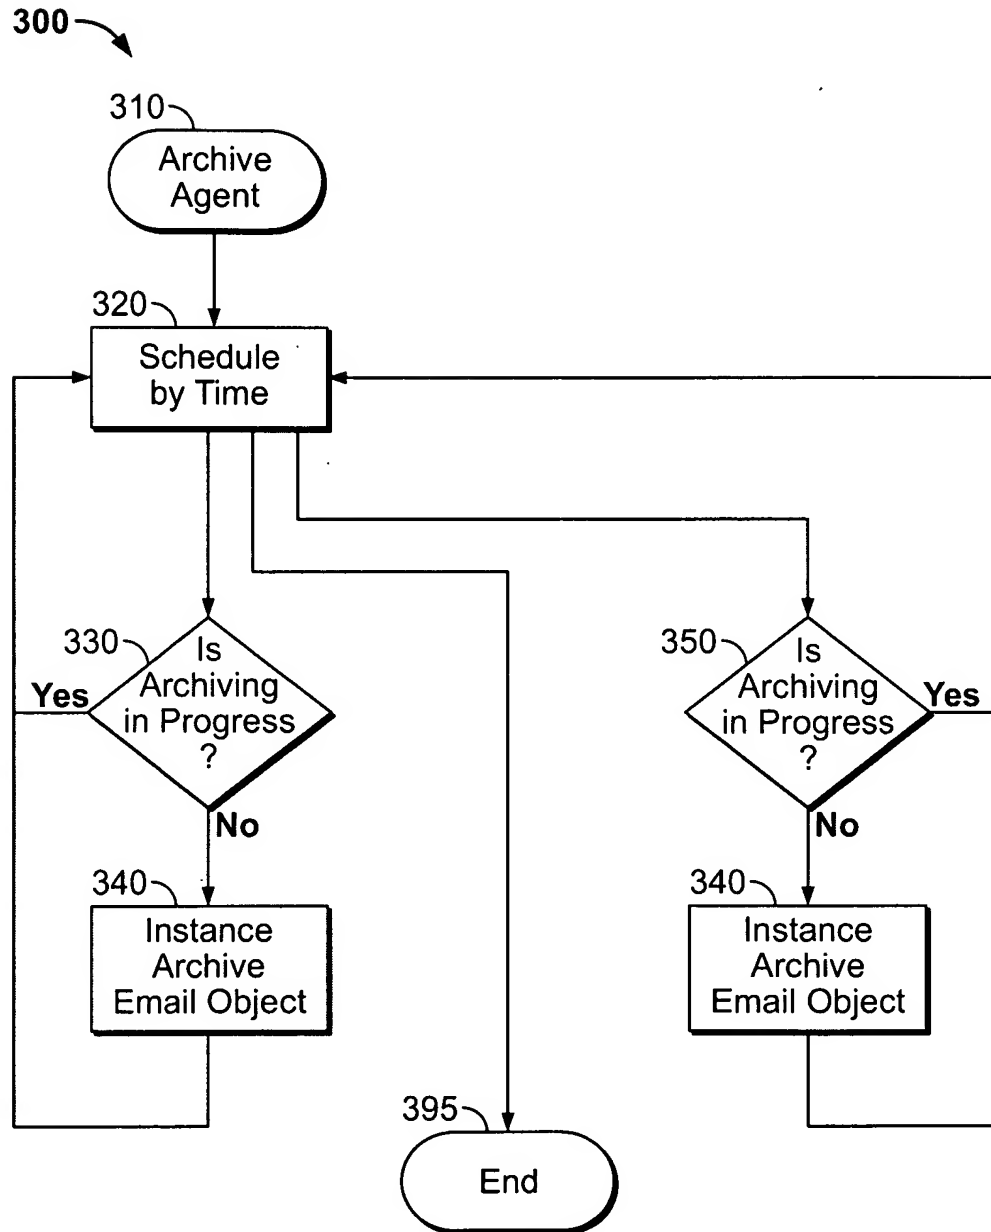 300
310
Archive
Agent
320
Schedule
by Time
330
Is
Archiving
in Progress
?
Yes
No
340
Instance
Archive
Email Object
350
Is
Archiving
in Progress
?
Yes
No
340
Instance
Archive
Email Object
395
End